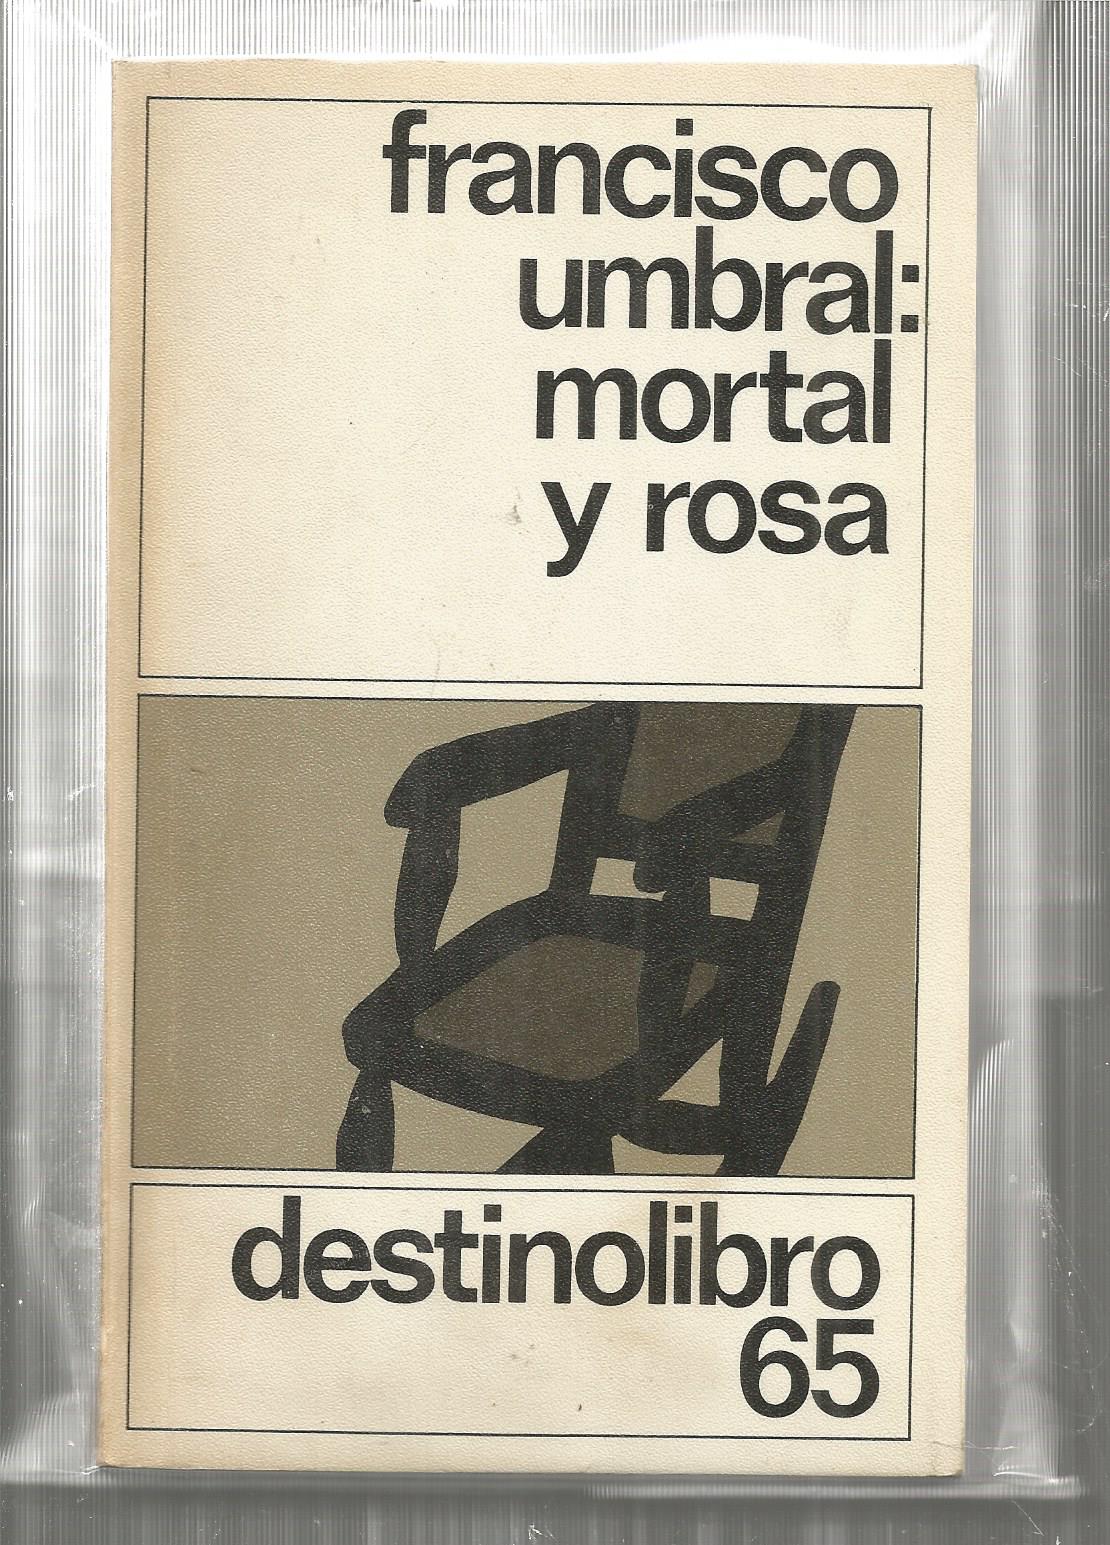 francisco
umbral:
mortal
y rosa
destinolibro
65